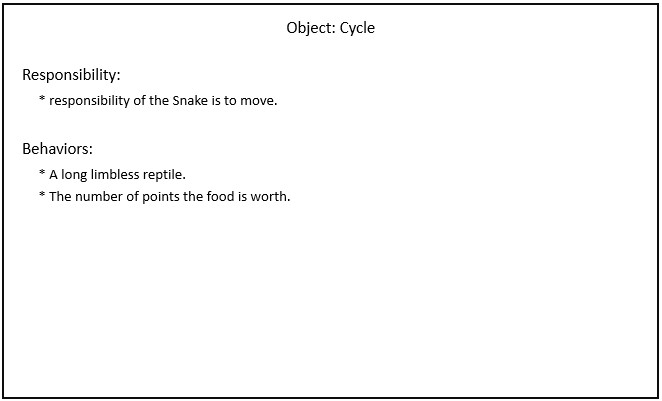 Object: Cycle
Responsibility:
* responsibility of the Snake is to move.
Behaviors:
* A long limbless reptile.
* The number of points the food is worth.